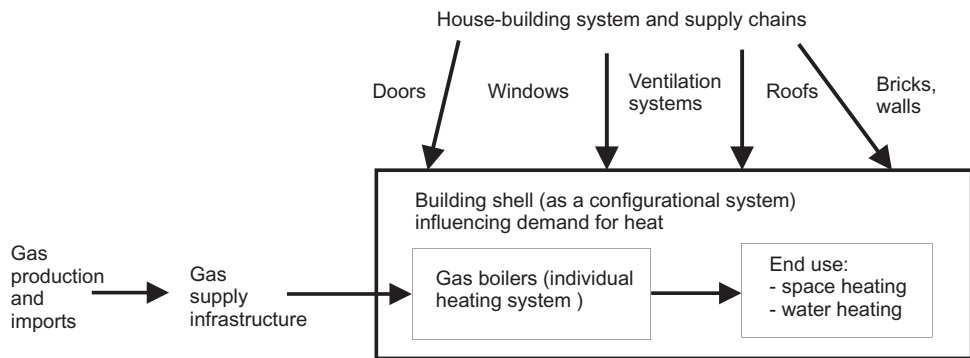 House-building system and supply chains
Doors
Windows
Ventilation
systems
Roofs
Bricks,
walls
Building shell (as a configurational system)
influencing demand for heat
Gas
production
and
imports
Gas
supply
infrastructure
Gas boilers (individual
heating system )
End use:
- space heating
- water heating